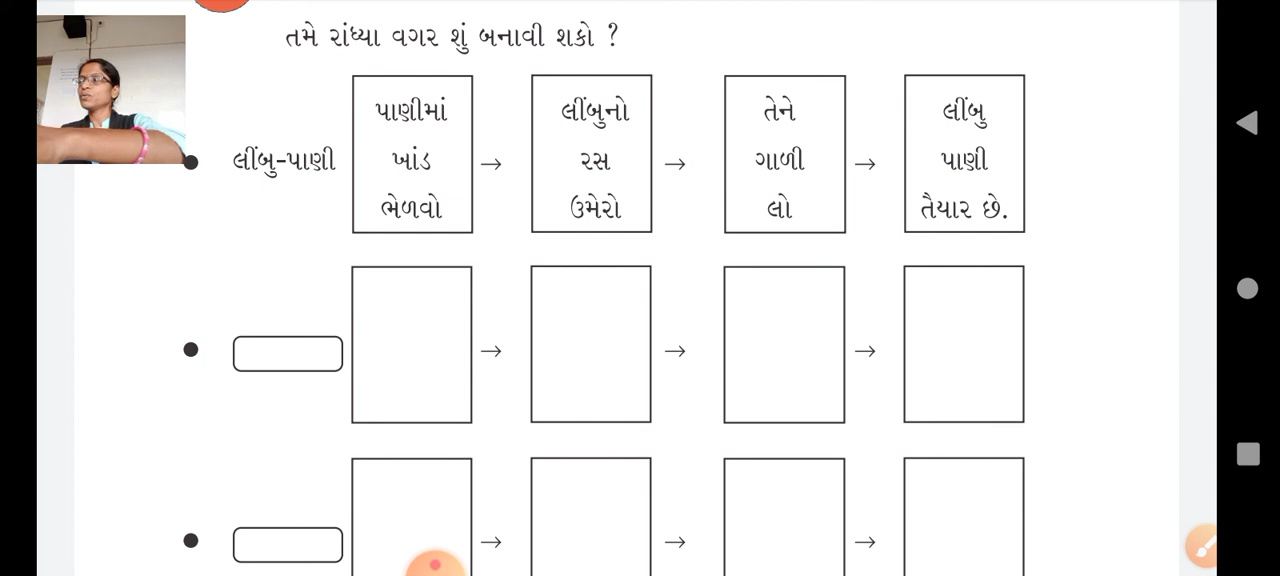 તમે રાંધ્યા વગર શું બનાવી શકો ?
લીંબુ-પાણી
પાણીમાં
ખાંડ
ભેળવો
→
લીંબુનો
રસ
ઉમેરો
→
તેને
ગાળી
લો
→
લીંબુ
પાણી
તૈયાર છે.